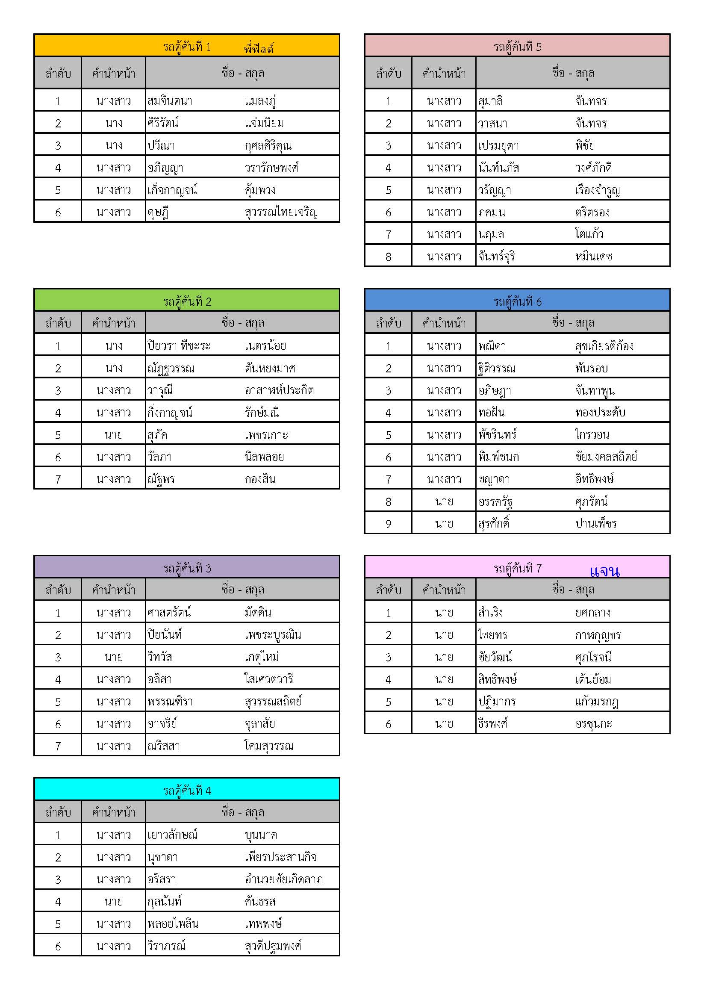 รถตู้คันที่ 1 พี่ฟิลด์
ลำดับ คำนำหน้า ชื่อ - สกุล
1 นางสาว สมจินตนา แมลงภู่
2 นาง ศิริรัตน์ แจ่มนิยม
3 นาง ปวีณา กุศลศิริคุณ
4 นางสาว อภิญญา วรารักษพงศ์
5 นางสาว เก็จกาญจน์ คุ้มพวง
6 นางสาว ดุษฎี สุวรรณไทยเจริญ
รถตู้คันที่ 2
ลำดับ คำนำหน้า ชื่อ - สกุล
1 นาง ปิยวรา ทีขะระ เนตรน้อย
2 นาง ณัฏฐวรรณ ตันหยงมาศ
3 นางสาว วารุณี อาสาฬห์ประกิต
4 นางสาว กิ่งกาญจน์ รักษ์มณี
5 นาย สุภัค เพชรเกาะ
6 นางสาว วัลภา นิลพลอย
7 นางสาว ณัฐพร กองสิน
รถตู้คันที่ 3
ลำดับ คำนำหน้า ชื่อ - สกุล
1 นางสาว ศาสตรัตน์ มัดดิน
2 นางสาว ปิยนันท์ เพชระบูรณิน
3 นาย วิทวัส เกตุใหม่
4 นางสาว อลิสา ใสเศวตวารี
5 นางสาว พรรณฑิรา สุวรรณสถิตย์
6 นางสาว อาจรีย์ จุลาสัย
7 นางสาว ณริสสา โคมสุวรรณ
รถตู้คันที่ 4
ลำดับ คำนำหน้า ชื่อ - สกุล
1 นางสาว เยาวลักษณ์ บุนนาค
2 นางสาว นุชาดา เพียรประสานกิจ
3 นางสาว อริสรา อำนวยชัยเกิดลาภ
4 นาย กุลนันท์ คันธรส
5 นางสาว พลอยไพลิน เทพพงษ์
6 นางสาว วิราภรณ์ สุวดีปฐมพงศ์
รถตู้คันที่ 5
ลำดับ คำนำหน้า ชื่อ - สกุล
1 นางสาว สุมาลี จันทจร
2 นางสาว วาสนา จันทจร
3 นางสาว เปรมยุดา พิชัย
4 นางสาว นันท์นภัส วงศ์ภักดี
5 นางสาว วรัญญา เรืองจำรูญ
6 นางสาว ภคมน ตริตรอง
7 นางสาว นฤมล โตแก้ว
8 นางสาว จันทร์จุรี หมื่นเดช
รถตู้คันที่ 6
ลำดับ คำนำหน้า ชื่อ - สกุล
1 นางสาว พณิดา สุขเกียรติก้อง
2 นางสาว ฐิติวรรณ พันรอบ
3 นางสาว อภิษฎา จันทาพูน
4 นางสาว ทอฝัน ทองประดับ
5 นางสาว พัชรินทร์ ไกรวอน
6 นางสาว พิมพ์ชนก ชัยมงคลสถิตย์
7 นางสาว ชญาดา อิทธิพงษ์
8 นาย อรรครัฐ ศุภรัตน์
9 นาย สุรศักดิ์ ปานเพ็ชร
รถตู้คันที่ 7 แจน
ลำดับ คำนำหน้า ชื่อ - สกุล
1 นาย สำเริง ยศกลาง
2 นาย ไชยทร กาฬกุญชร
3 นาย ชัยวัฒน์ ศุภโรจนี
4 นาย สิทธิพงษ์ เต้นย้อม
5 นาย ปฏิมากร แก้วมรกฎ
6 นาย ธีรพงศ์ อรชุนกะ